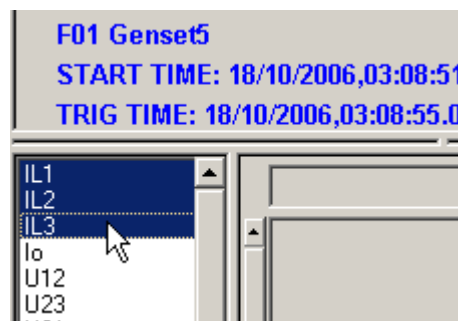 F01 Genset5
START TIME: 18/10/2006,03:08:51
TRIG TIME: 18/10/2006,03:08:55.0
IL1
IL2
IL3
Io
U12
U23